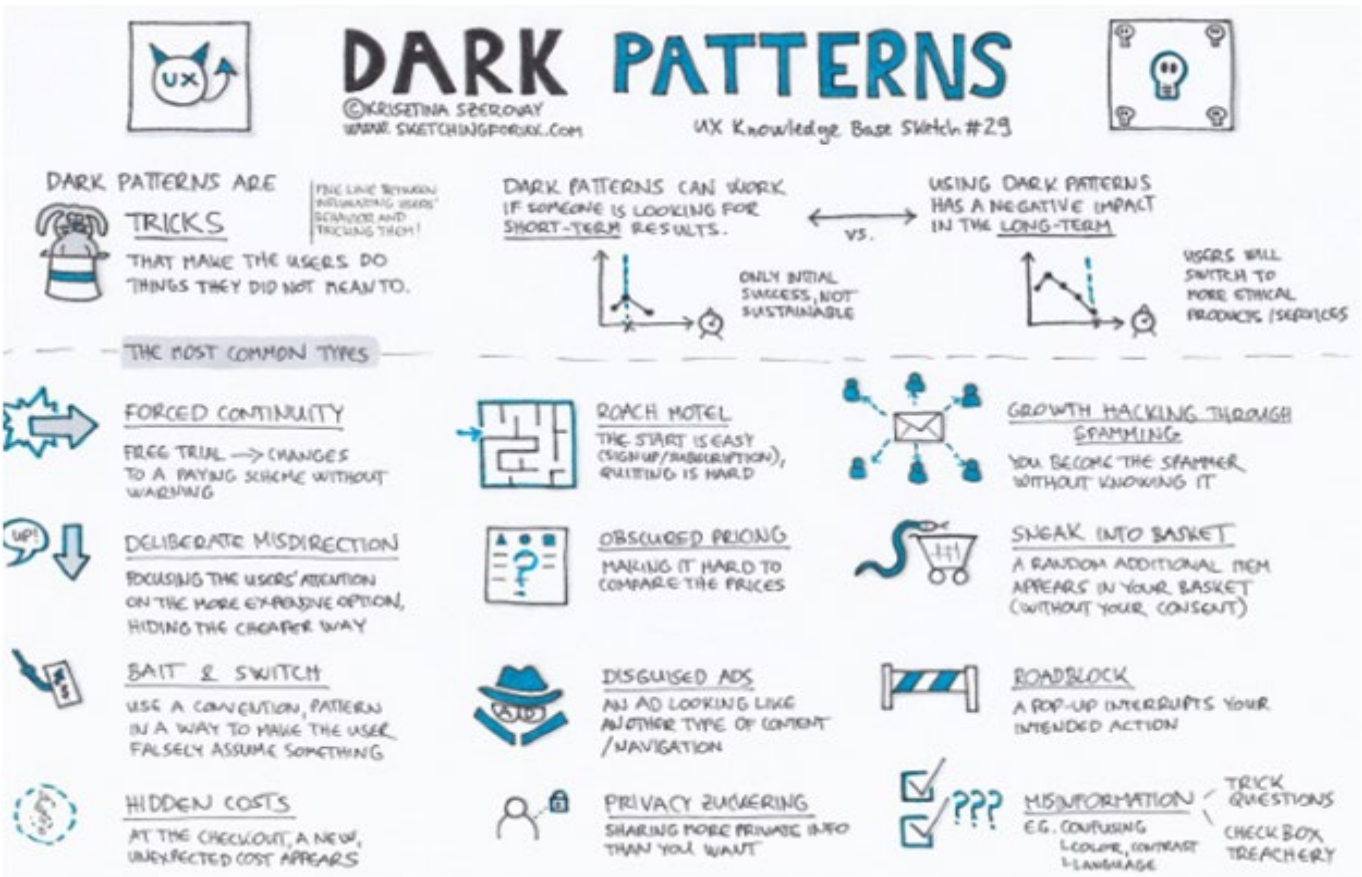 UX
DARK PATTERNS
©KRISZTINA SZEROVAY
WWW.SKETCHINGFORUX.COM
UX Knowledge Base Sketch #29
DARK PATTERNS ARE
TRICKS
THAT MAKE THE USERS DO
THINGS THEY DID NOT MEAN TO.
FINE LINE BETWEEN
INFLUENCING USERS'
BEHAVIOR AND
TRICKING THEM!
DARK PATTERNS CAN WORK
IF SOMEONE IS LOOKING FOR
SHORT-TERM RESULTS.
ONLY INITIAL
SUCCESS, NOT
SUSTAINABLE
VS.
USING DARK PATTERNS
HAS A NEGATIVE IMPACT
IN THE LONG-TERM
USERS WILL
SWITCH TO
MORE ETHICAL
PRODUCTS/SERVICES
THE MOST COMMON TYPES
FORCED CONTINUITY
FREE TRIAL → CHANGES
TO A PAYING SCHEME WITHOUT
WARNING
ROACH MOTEL
THE START IS EASY
(SIGNUP/SUBSCRIPTION),
QUITTING IS HARD
GROWTH HACKING THROUGH
SPAMMING
YOU BECOME THE SPAMMER
WITHOUT KNOWING IT
UP!
DELIBERATE MISDIRECTION
FOCUSING THE USERS' ATTENTION
ON THE MORE EXPENSIVE OPTION,
HIDING THE CHEAPER WAY
?
OBSCURED PRICING
MAKING IT HARD TO
COMPARE THE PRICES
SNEAK INTO BASKET
A RANDOM ADDITIONAL ITEM
APPEARS IN YOUR BASKET
(WITHOUT YOUR CONSENT)
BAIT & SWITCH
USE A CONVENTION, PATTERN
IN A WAY TO MAKE THE USER
FALSELY ASSUME SOMETHING
AD
DISGUISED ADS
AN AD LOOKING LIKE
ANOTHER TYPE OF CONTENT
/NAVIGATION
ROADBLOCK
A POP-UP INTERRUPTS YOUR
INTENDED ACTION
$
HIDDEN COSTS
AT THE CHECKOUT, A NEW,
UNEXPECTED COST APPEARS
PRIVACY ZUCKERING
SHARING MORE PRIVATE INFO
THAN YOU WANT
???
MISINFORMATION
E.G. CONFUSING
COLOR, CONTRAST
LANGUAGE
TRICK
QUESTIONS
CHECKBOX
TREACHERY